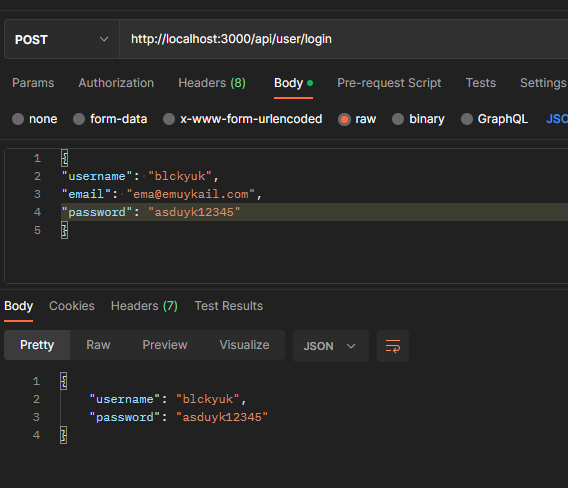 POST http://localhost:3000/api/user/login
Params Authorization Headers (8) Body Pre-request Script Tests Settings
none form-data x-www-form-urlencoded raw binary GraphQL JSO
1 {
2 "username": "blckyuk",
3 "email": "ema@emuykail.com",
4 "password": "asduyk12345"
5 }
Body Cookies Headers (7) Test Results
Pretty Raw Preview Visualize JSON
1 {
2 "username": "blckyuk",
3 "password": "asduyk12345"
4 }